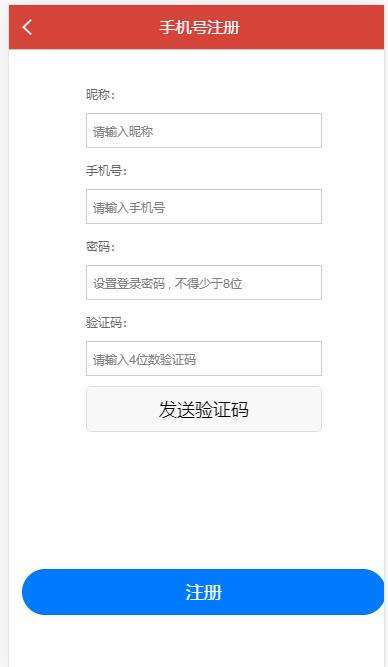 手机号注册
昵称：
请输入昵称
手机号：
请输入手机号
密码：
设置登录密码，不得少于8位
验证码：
请输入4位数验证码
发送验证码
注册